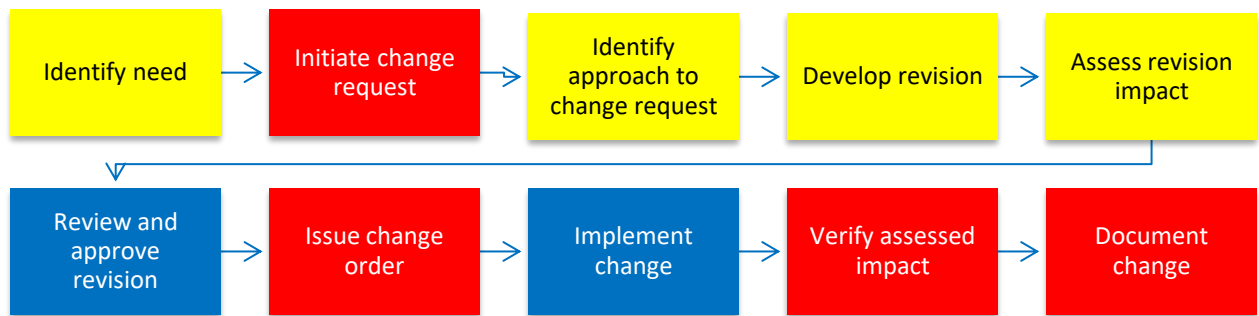 Identify need
Initiate change
request
Identify
approach to
change request
Develop revision
Assess revision
impact
Review and
approve
revision
Issue change
order
Implement
change
Verify assessed
impact
Document
change